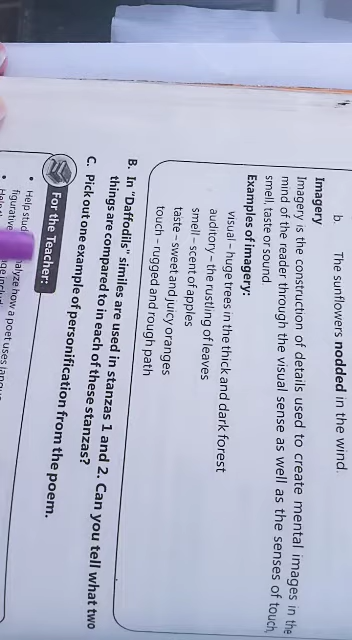 b. The sunflowers nodded in the wind.
Imagery
Imagery is the construction of details used to create mental images in the
mind of the reader through the visual sense as well as the senses of touch,
smell, taste or sound
Examples of imagery:
visual – huge trees in the thick and dark forest
auditory – the rustling of leaves
smell – scent of apples
taste – sweet and juicy oranges
touch – rugged and rough path
B. In "Daffodils" similes are used in stanzas 1 and 2. Can you tell what two
things are compared to in each of these stanzas?
C. Pick out one example of personification from the poem.
For the Teacher:
• Help how a poet uses
figurative